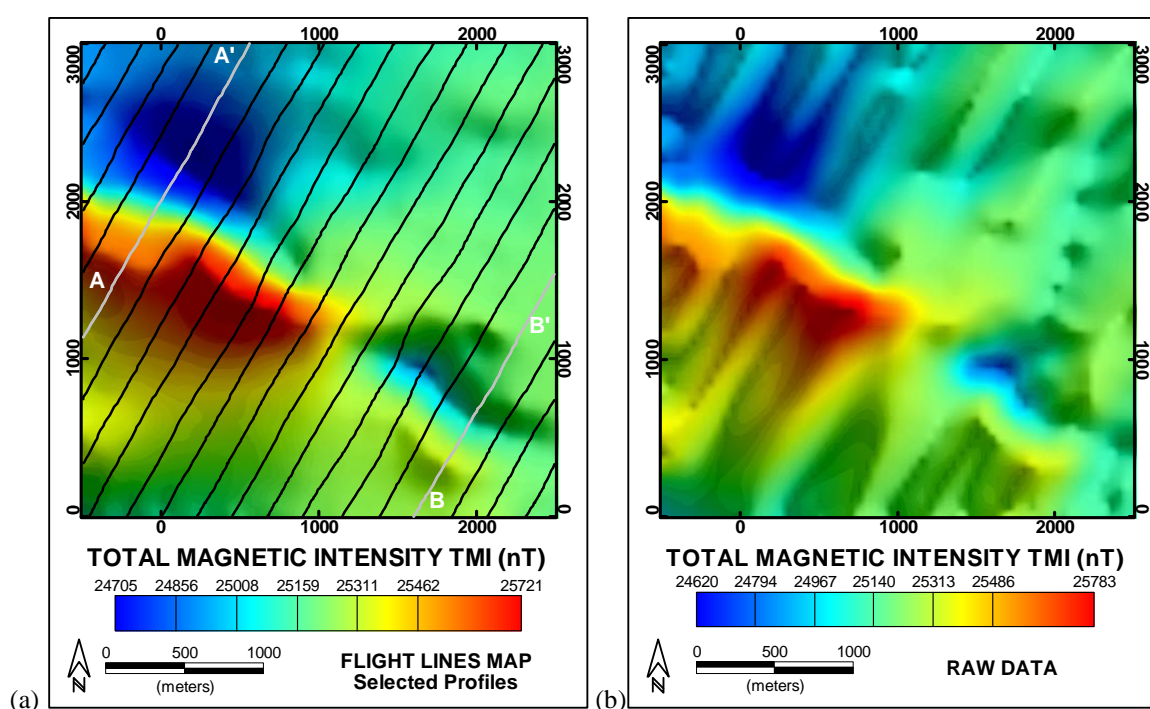 0 1000 2000
3000 3000
A'
2000 2000
A
B'
1000 1000
B
0 0
0 1000 2000
TOTAL MAGNETIC INTENSITY TMI (nT)
24705 24856 25008 25159 25311 25462 25721
0 500 1000
(meters)
N
FLIGHT LINES MAP
Selected Profiles
(a)
0 1000 2000
3000 3000
2000 2000
1000 1000
0 0
0 1000 2000
TOTAL MAGNETIC INTENSITY TMI (nT)
24620 24794 24967 25140 25313 25486 25783
0 500 1000
(meters)
N
RAW DATA
(b)